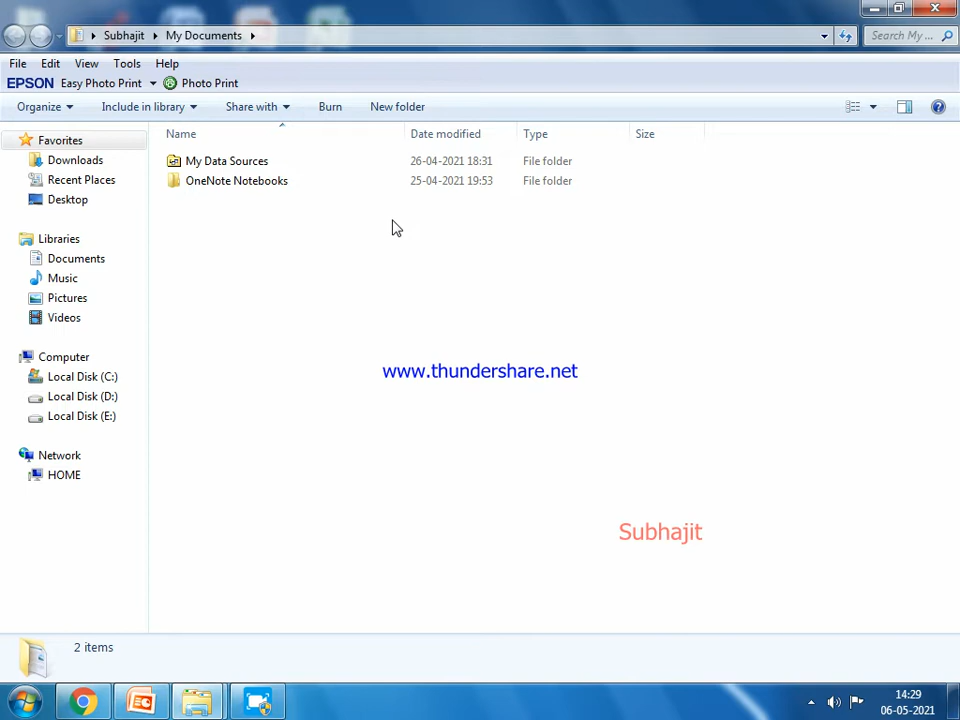 Subhajit My Documents Search My ...
File Edit View Tools Help
EPSON Easy Photo Print Photo Print
Organize Include in library Share with Burn New folder
Name Date modified Type Size
My Data Sources 26-04-2021 18:31 File folder
OneNote Notebooks 25-04-2021 19:53 File folder
Favorites
Downloads
Recent Places
Desktop
Libraries
Documents
Music
Pictures
Videos
Computer
Local Disk (C:)
Local Disk (D:)
Local Disk (E:)
Network
HOME
www.thundershare.net
Subhajit
2 items
14:29
06-05-2021